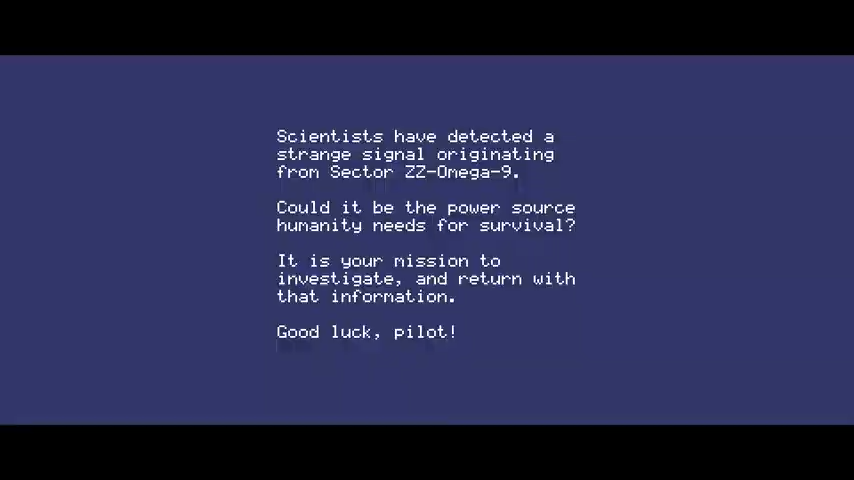 Scientists have detected a
strange signal originating
from Sector ZZ-Omega-9.
Could it be the power source
humanity needs for survival?
It is your mission to
investigate, and return with
that information.
Good luck, pilot!